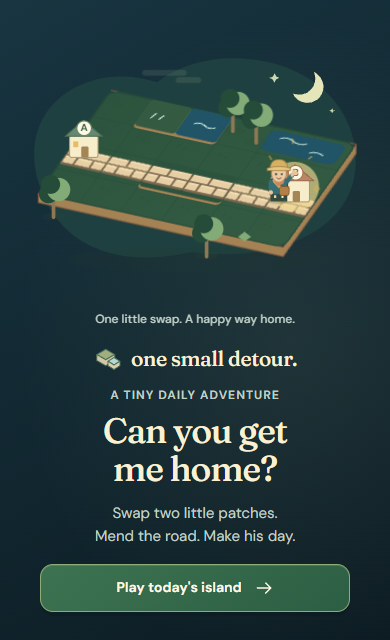 A
One little swap. A happy way home.
one small detour.
A TINY DAILY ADVENTURE
Can you get
me home?
Swap two little patches.
Mend the road. Make his day.
Play today's island →